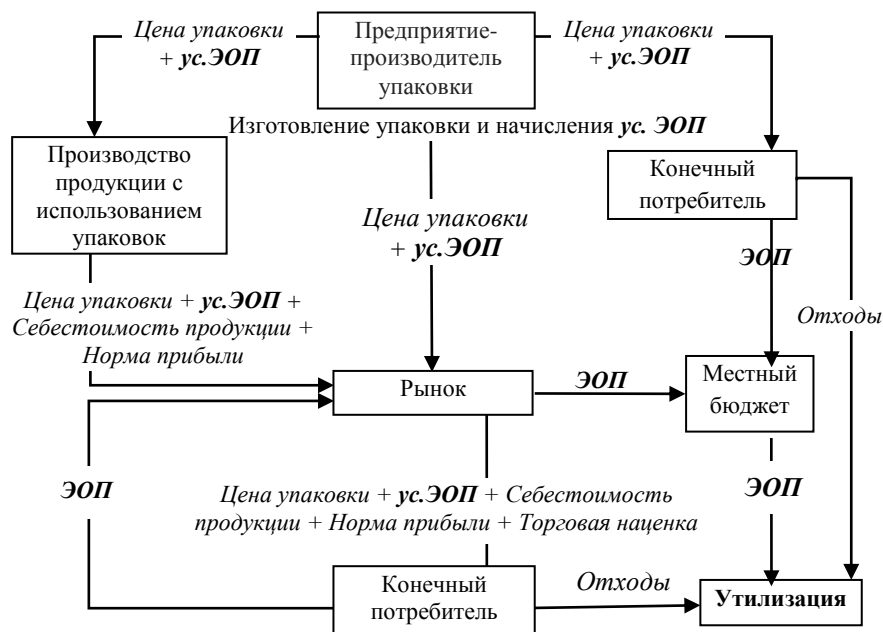 Цена упаковки
+ ус.ЭОП
Предприятие-
производитель
упаковки
Цена упаковки
+ ус.ЭОП
Изготовление упаковки и начисления ус. ЭОП
Производство
продукции с
использованием
упаковок
Цена упаковки
+ ус.ЭОП
Конечный
потребитель
ЭОП
Отходы
Цена упаковки + ус.ЭОП +
Себестоимость продукции +
Норма прибыли
Рынок
ЭОП
Местный
бюджет
ЭОП
Цена упаковки + ус.ЭОП + Себестоимость
продукции + Норма прибыли + Торговая наценка
ЭОП
Конечный
потребитель
Отходы
Утилизация